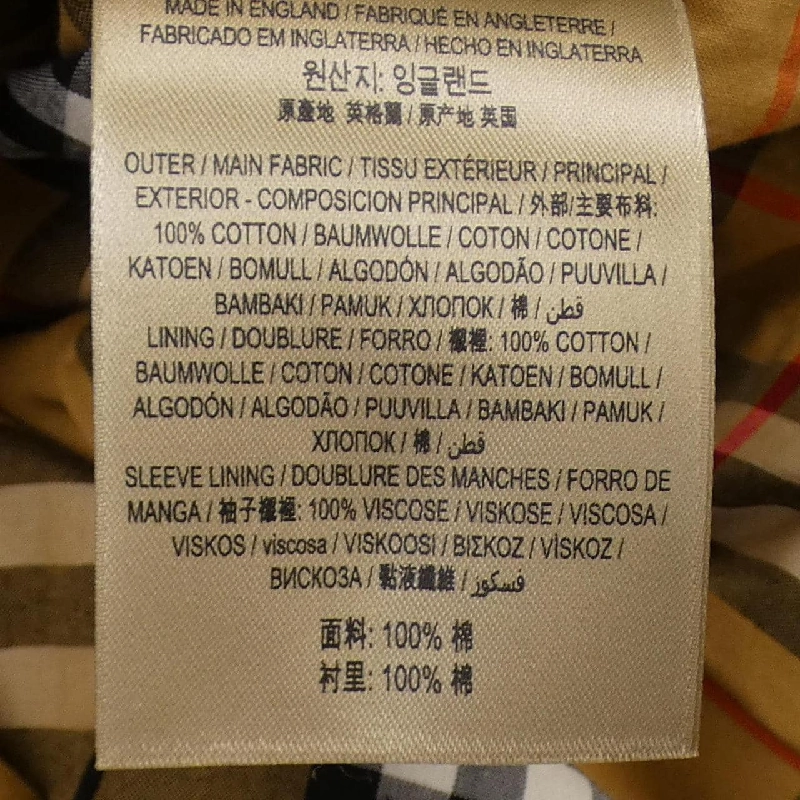 MADE IN ENGLAND / FABRIQUÉ EN ANGLETERRE /
FABRICADO EM INGLATERRA / HECHO EN INGLATERRA
원산지: 잉글랜드
原產地 英格蘭 / 原产地 英国
OUTER / MAIN FABRIC / TISSU EXTÉRIEUR / PRINCIPAL /
EXTERIOR - COMPOSICION PRINCIPAL / 外部/主要布料:
100% COTTON / BAUMWOLLE / COTON / COTONE /
KATOEN / BOMULL / ALGODÓN / ALGODÃO / PUUVILLA /
BAMBAKI / PAMUK / ХЛОПОК / 棉 / قطن
LINING / DOUBLURE / FORRO / 襯裡: 100% COTTON /
BAUMWOLLE / COTON / COTONE / KATOEN / BOMULL /
ALGODÓN / ALGODÃO / PUUVILLA / BAMBAKI / PAMUK /
ХЛОПОК / 棉 / قطن
SLEEVE LINING / DOUBLURE DES MANCHES / FORRO DE
MANGA / 袖子襯裡: 100% VISCOSE / VISKOSE / VISCOSA /
VISKOS / viscosa / VISKOOSI / ΒΙΣΚΟΖ / VİSKOZ /
ВИСКОЗА / 黏液纖維 / فسكوز
面料: 100% 棉
衬里: 100% 棉